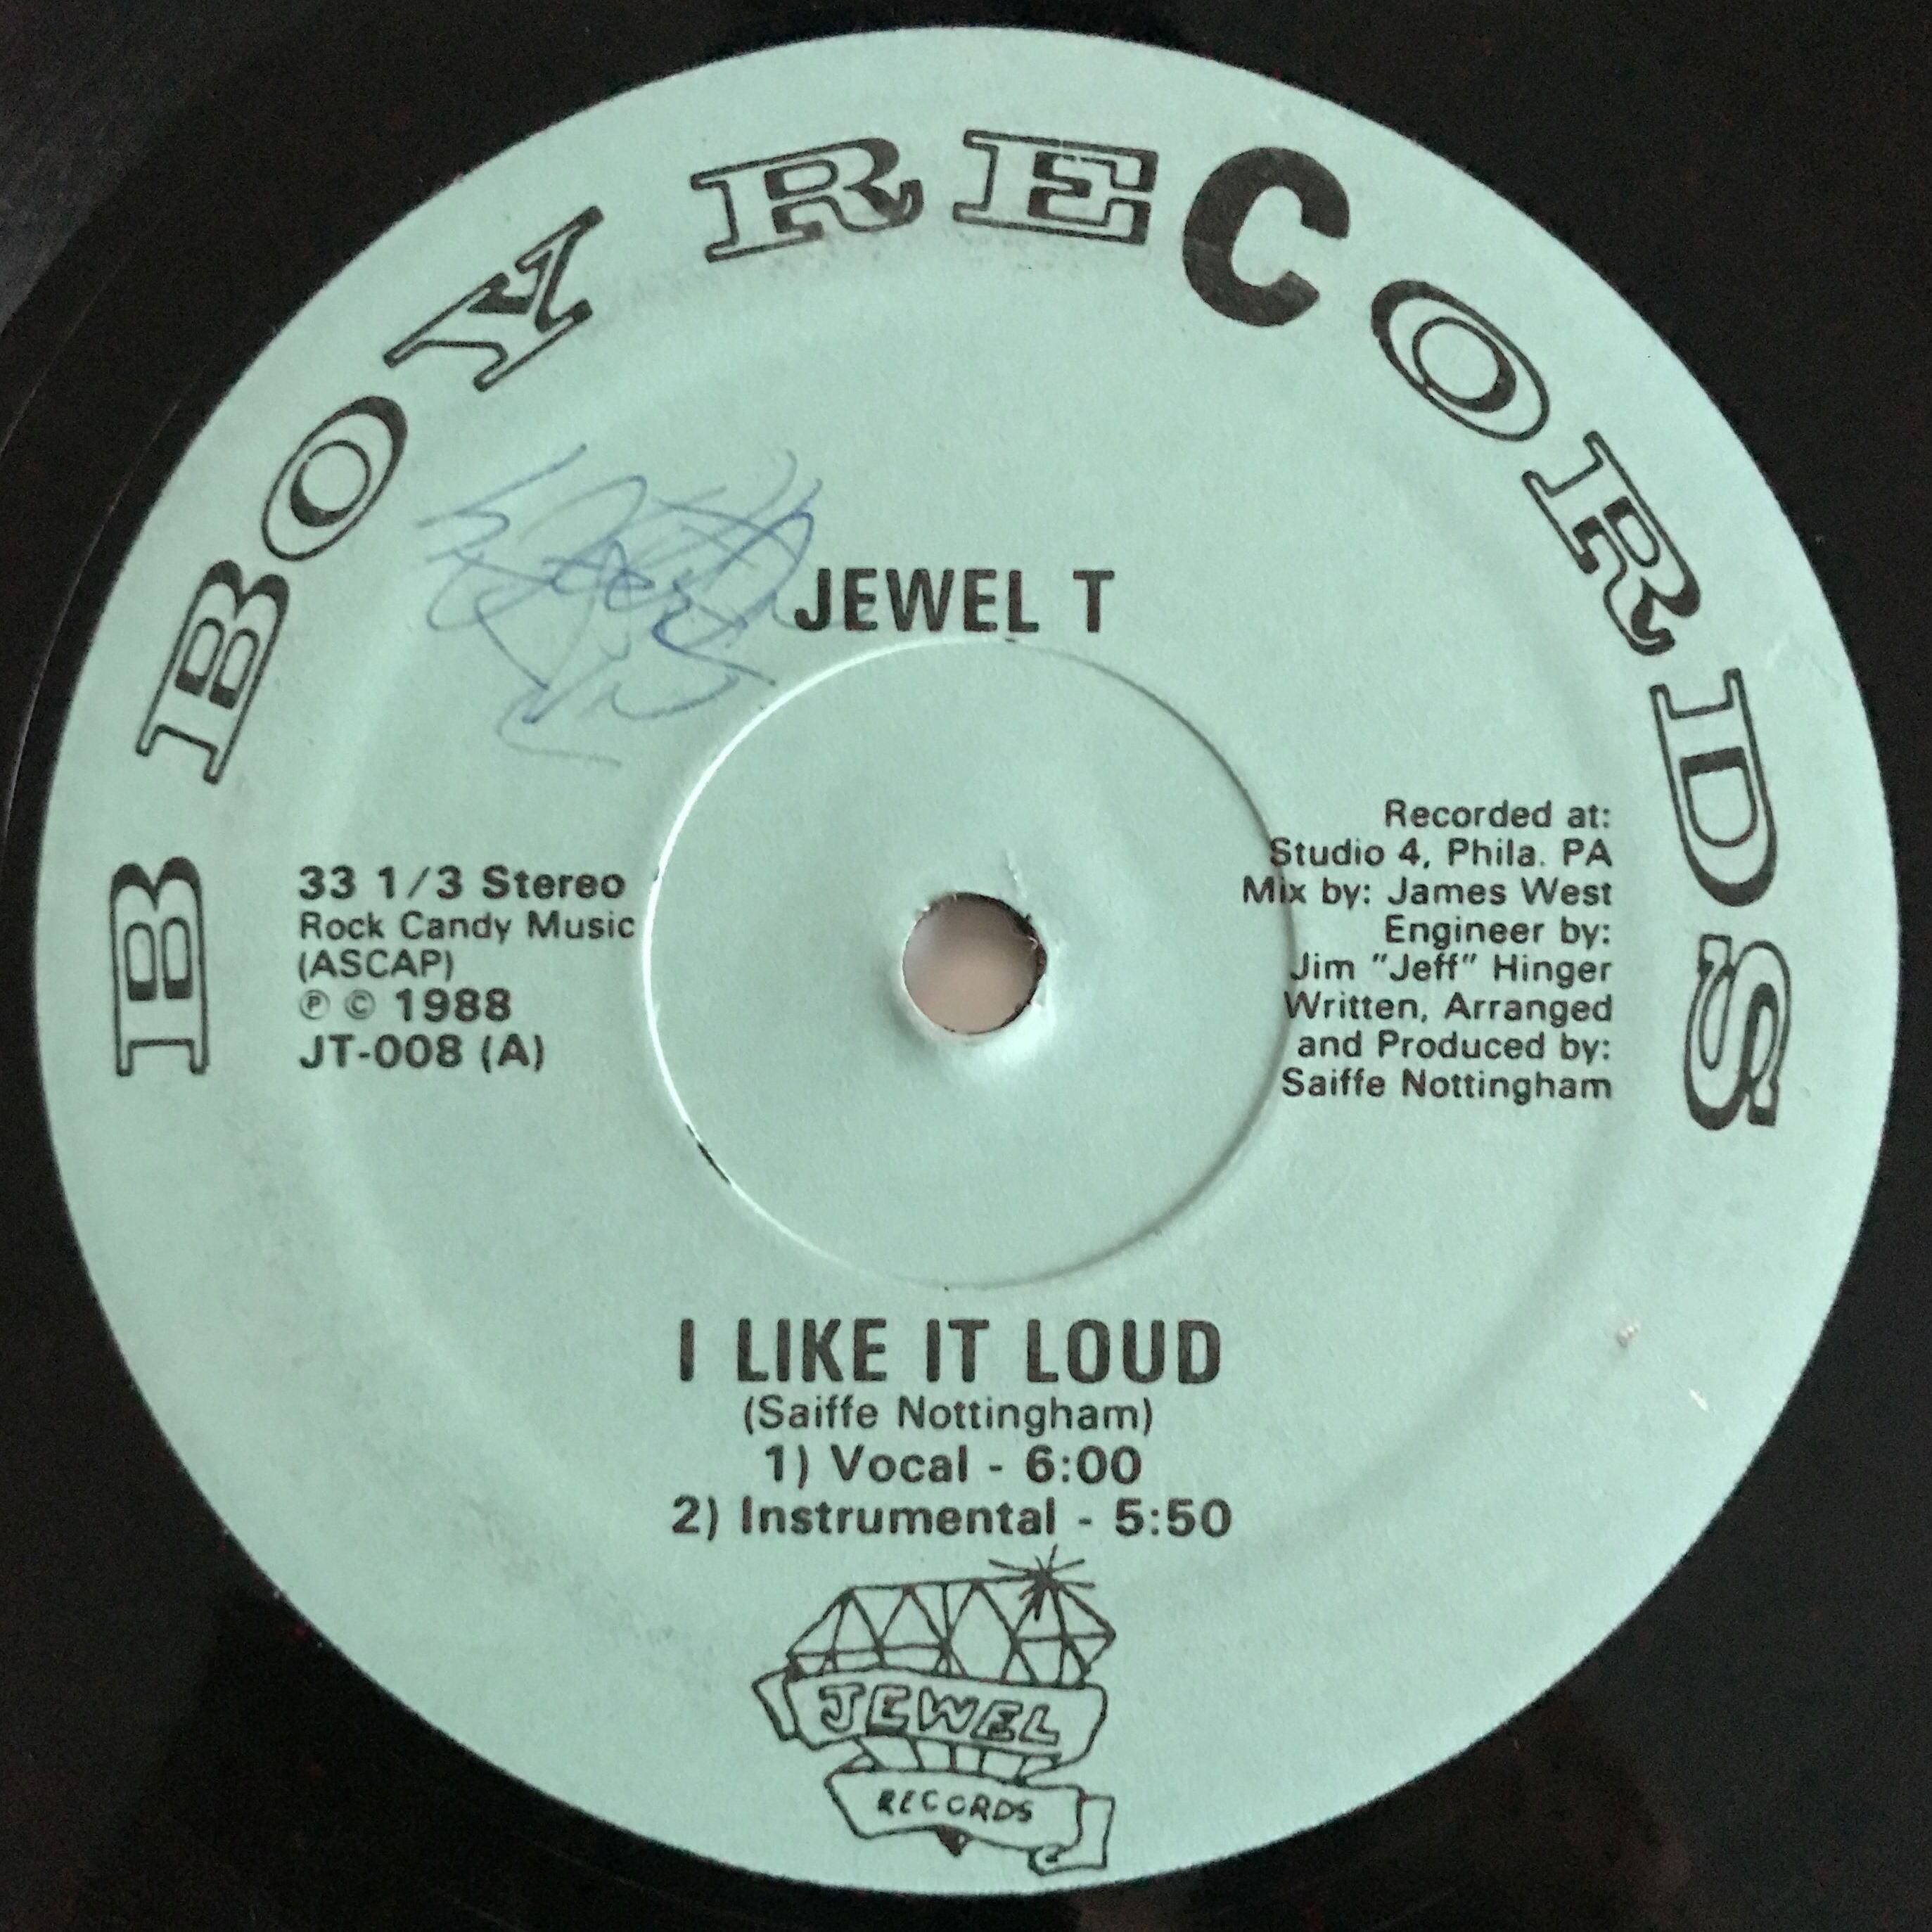 B BOY RECORDS
JEWEL T
33 1/3 Stereo
Rock Candy Music
(ASCAP)
℗ © 1988
JT-008 (A)
Recorded at:
Studio 4, Phila. PA
Mix by: James West
Engineer by:
Jim "Jeff" Hinger
Written, Arranged
and Produced by:
Saiffe Nottingham
I LIKE IT LOUD
(Saiffe Nottingham)
1) Vocal - 6:00
2) Instrumental - 5:50
JEWEL
RECORDS